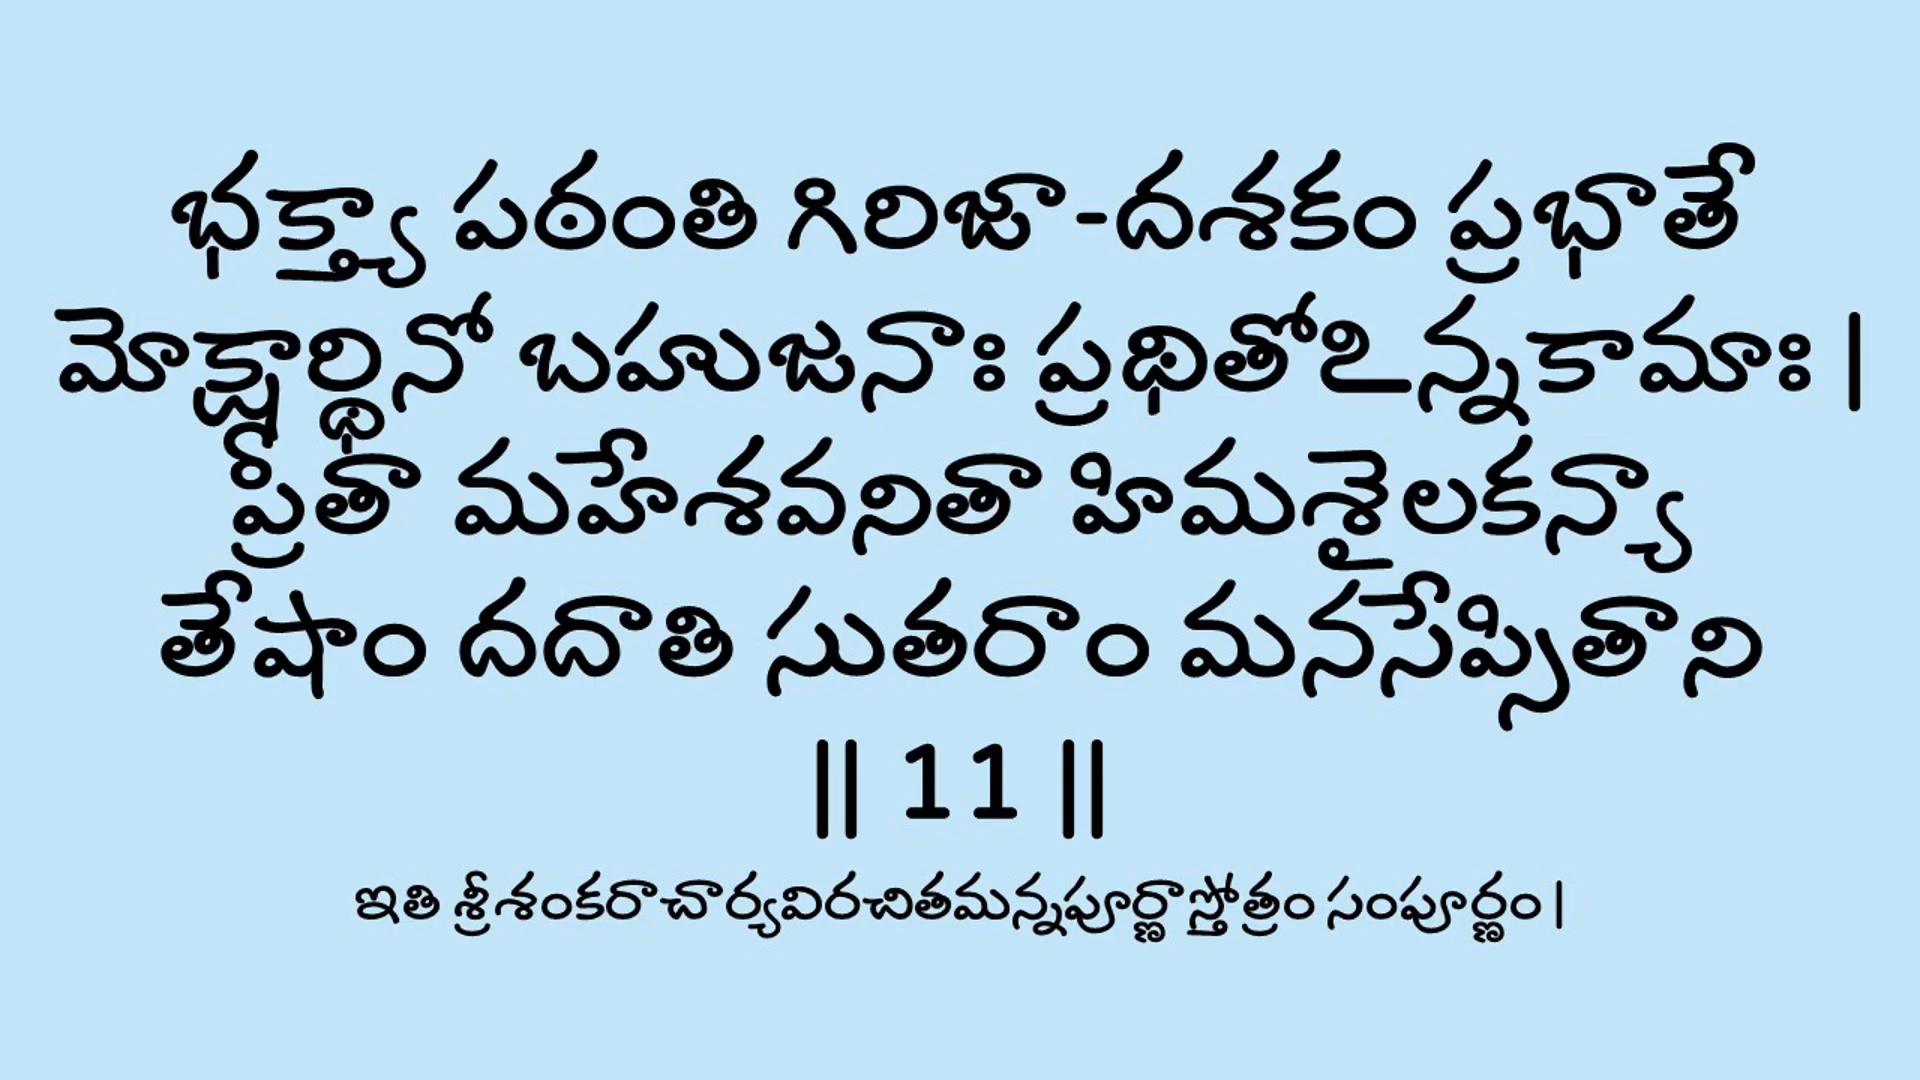 భక్త్యా పఠంతి గిరిజా-దశకం ప్రభాతే
మోక్షార్థినో బహుజనాః ప్రథితోఽన్నకామాః |
ప్రీతా మహేశవనితా హిమశైలకన్యా
తేషాం దదాతి సుతరాం మనసేప్సితాని
|| 11 ||
ఇతి శ్రీశంకరాచార్యవిరచితమన్నపూర్ణాస్తోత్రం సంపూర్ణం |